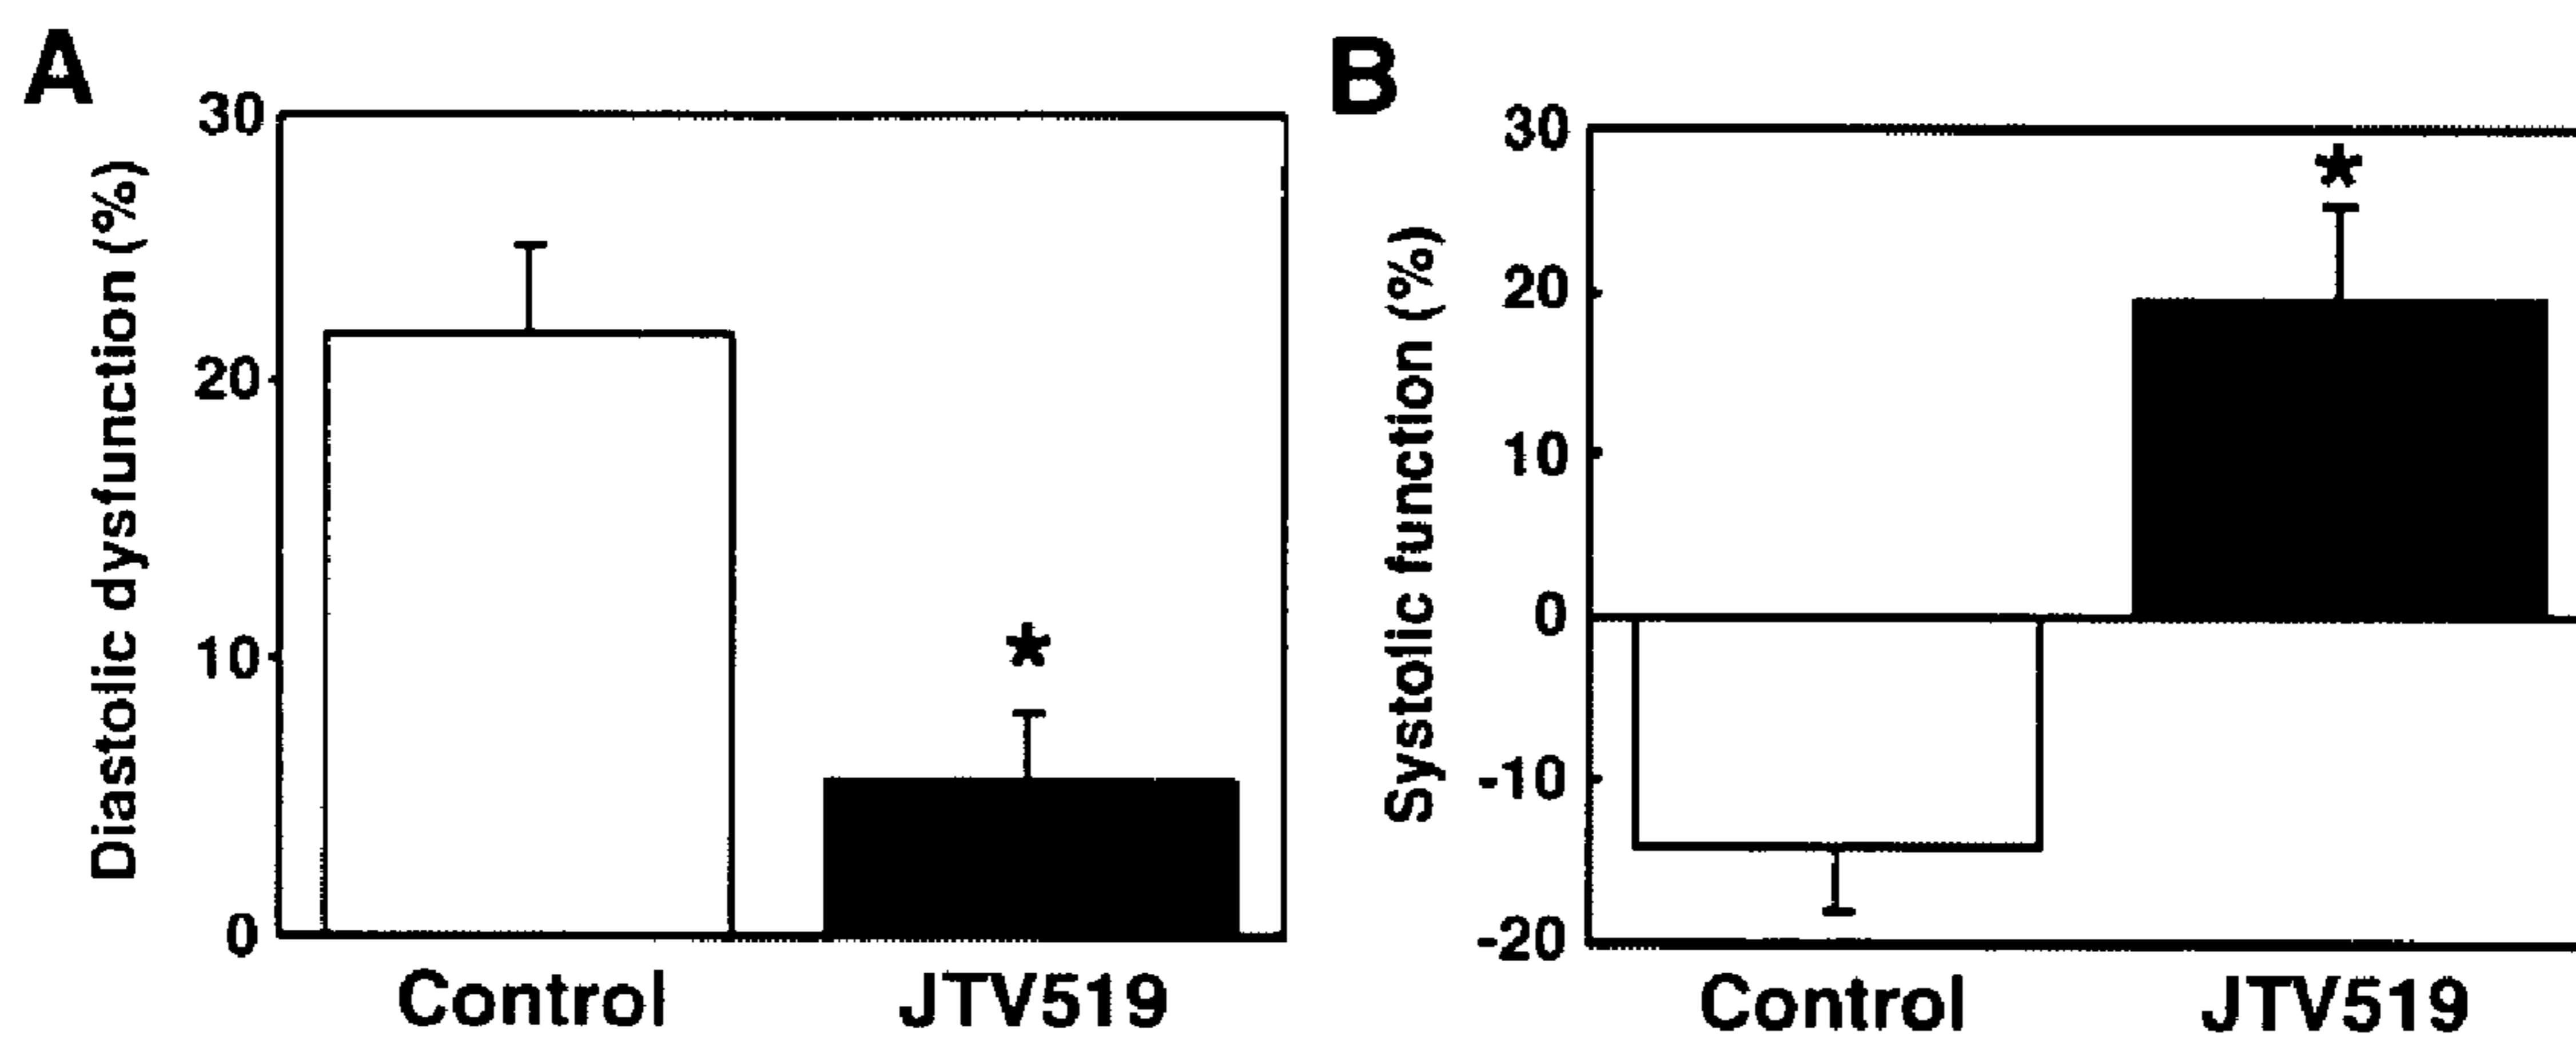 A
Diastolic dysfunction (%)
30
20
10
0
*
Control
JTV519
B
Systolic function (%)
30
20
10
0
-10
-20
*
Control
JTV519